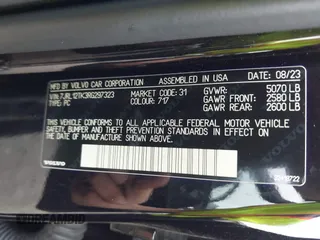 MFD BY: VOLVO CAR CORPORATION ASSEMBLED IN USA DATE: 08/23
VIN: 7JRL12TK3RG297323 MARKET CODE: 31 GVWR: 5070 LB
TYPE: PC COLOUR: 717 GAWR FRONT: 2580 LB
GAWR REAR: 2600 LB
THIS VEHICLE CONFORMS TO ALL APPLICABLE FEDERAL MOTOR VEHICLE
SAFETY, BUMPER, AND THEFT PREVENTION STANDARDS IN EFFECT ON THE
DATE OF MANUFACTURE SHOWN ABOVE.
VOLVO